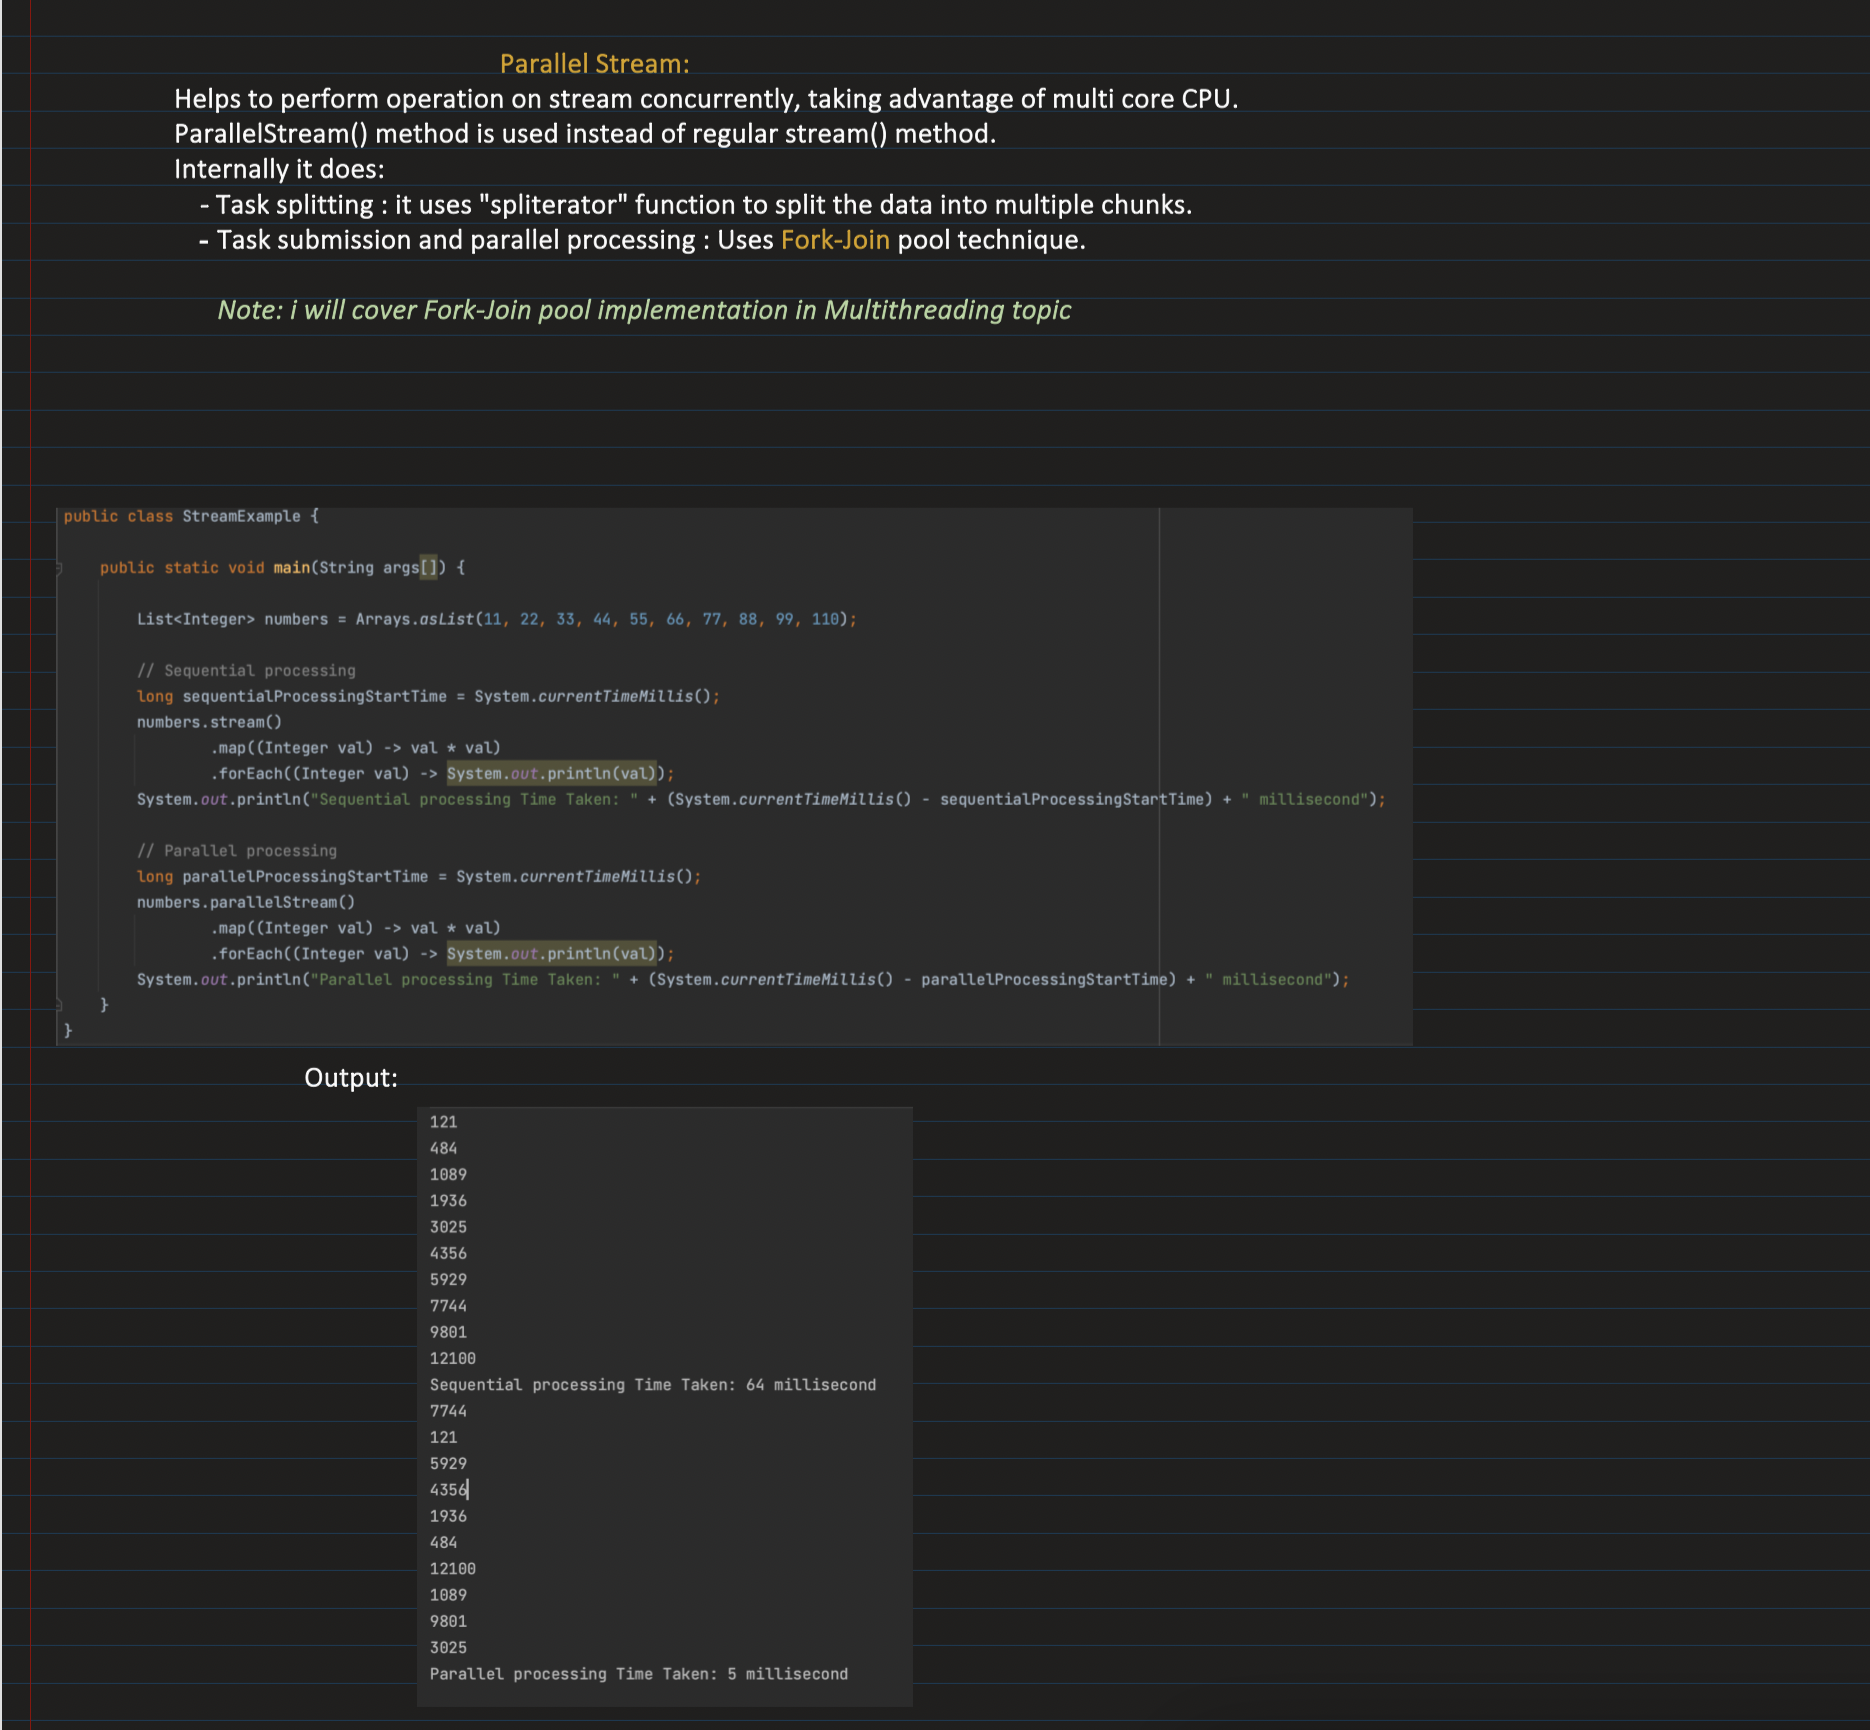 Parallel Stream:
Helps to perform operation on stream concurrently, taking advantage of multi core CPU.
ParallelStream() method is used instead of regular stream() method.
Internally it does:
- Task splitting : it uses "spliterator" function to split the data into multiple chunks.
- Task submission and parallel processing : Uses Fork-Join pool technique.
Note: i will cover Fork-Join pool implementation in Multithreading topic
public class StreamExample {
public static void main(String args[]) {
List<Integer> numbers = Arrays.asList(11, 22, 33, 44, 55, 66, 77, 88, 99, 110);
// Sequential processing
long sequentialProcessingStartTime = System.currentTimeMillis();
numbers.stream()
.map((Integer val) -> val * val)
.forEach((Integer val) -> System.out.println(val));
System.out.println("Sequential processing Time Taken: " + (System.currentTimeMillis() - sequentialProcessingStartTime) + " millisecond");
// Parallel processing
long parallelProcessingStartTime = System.currentTimeMillis();
numbers.parallelStream()
.map((Integer val) -> val * val)
.forEach((Integer val) -> System.out.println(val));
System.out.println("Parallel processing Time Taken: " + (System.currentTimeMillis() - parallelProcessingStartTime) + " millisecond");
}
}
Output:
121
484
1089
1936
3025
4356
5929
7744
9801
12100
Sequential processing Time Taken: 64 millisecond
7744
121
5929
4356
1936
484
12100
1089
9801
3025
Parallel processing Time Taken: 5 millisecond